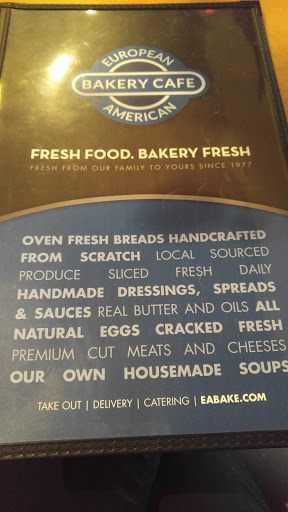 EUROPEAN
BAKERY CAFE
AMERICAN
FRESH FOOD. BAKERY FRESH
FRESH FROM OUR FAMILY TO YOURS SINCE 1977
OVEN FRESH BREADS HANDCRAFTED
FROM SCRATCH LOCAL SOURCED
PRODUCE SLICED FRESH DAILY
HANDMADE DRESSINGS, SPREADS
& SAUCES REAL BUTTER AND OILS ALL
NATURAL EGGS CRACKED FRESH
PREMIUM CUT MEATS AND CHEESES
OUR OWN HOUSEMADE SOUPS
TAKE OUT | DELIVERY | CATERING | EABAKE.COM